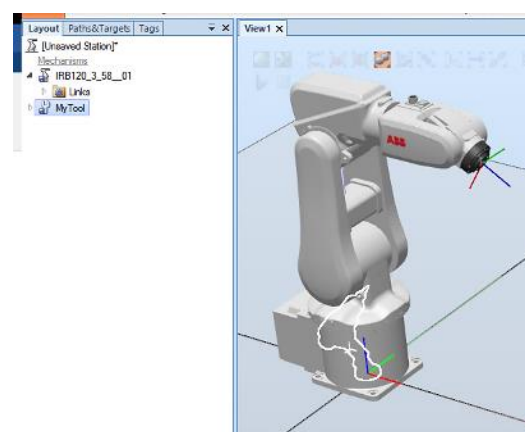 Layout Paths&Targets Tags
View1
[Unsaved Station]*
Mechanisms
IRB120_3_58__01
Links
MyTool
ABB